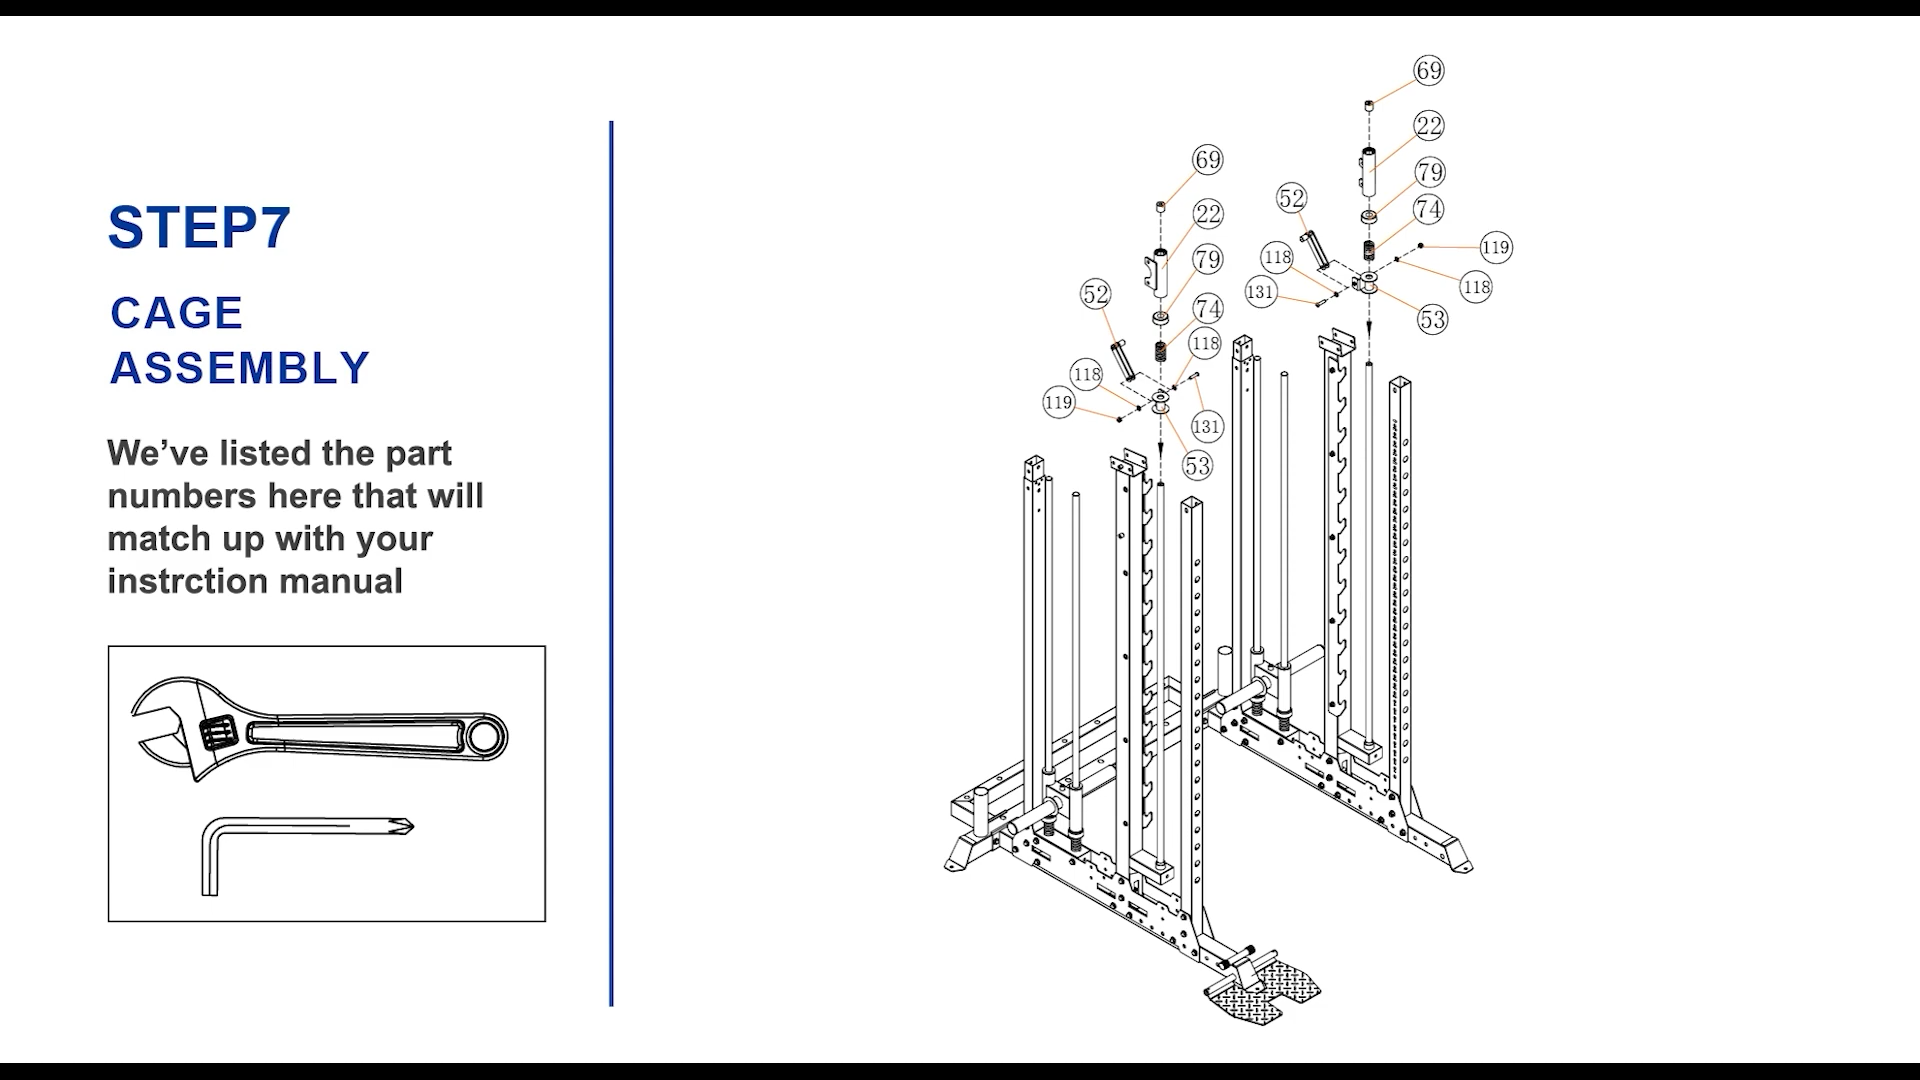 STEP7
CAGE
ASSEMBLY
We’ve listed the part
numbers here that will
match up with your
instrction manual
69
22
79
74
52
118
119
131
118
53
69
22
79
52
74
118
119
131
118
53